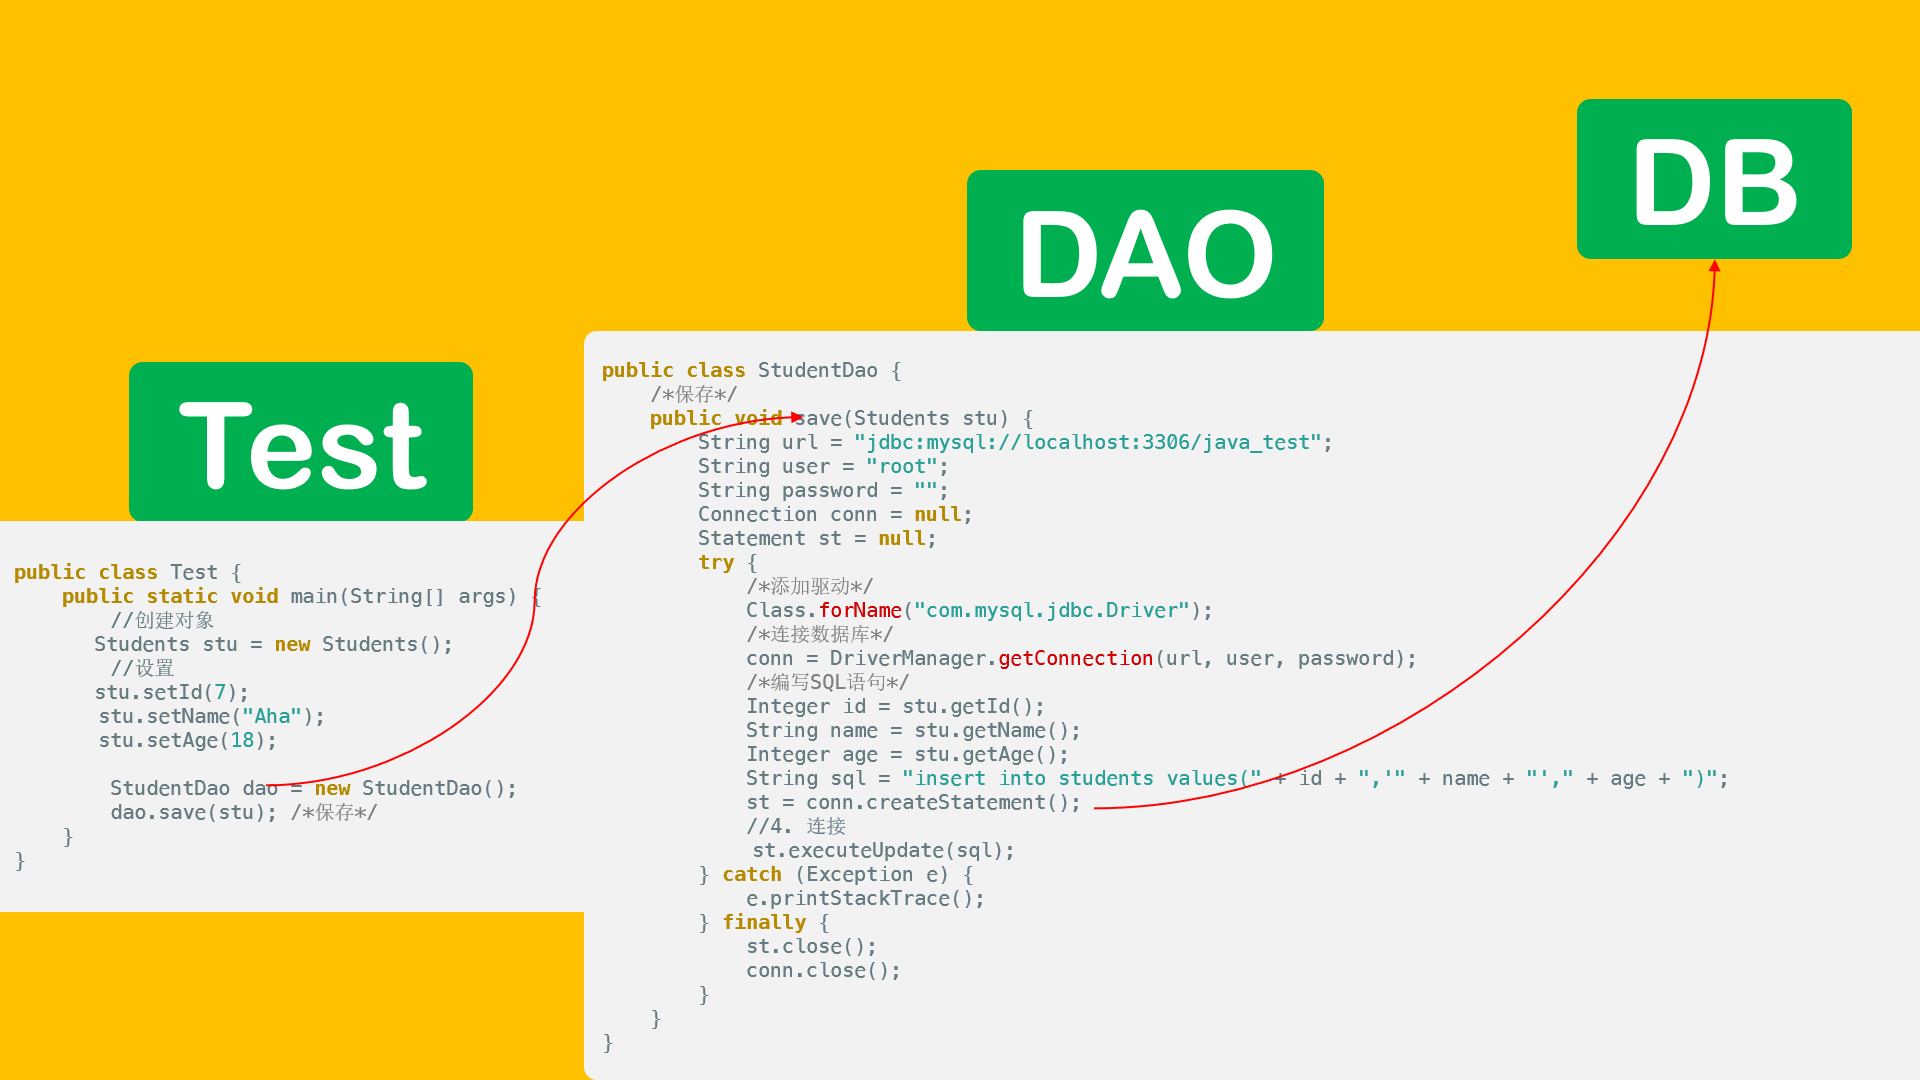 Test
public class Test {
public static void main(String[] args) {
//创建对象
Students stu = new Students();
//设置
stu.setId(7);
stu.setName("Aha");
stu.setAge(18);
StudentDao dao = new StudentDao();
dao.save(stu); /*保存*/
}
}
DAO
public class StudentDao {
/*保存*/
public void save(Students stu) {
String url = "jdbc:mysql://localhost:3306/java_test";
String user = "root";
String password = "";
Connection conn = null;
Statement st = null;
try {
/*添加驱动*/
Class.forName("com.mysql.jdbc.Driver");
/*连接数据库*/
conn = DriverManager.getConnection(url, user, password);
/*编写SQL语句*/
Integer id = stu.getId();
String name = stu.getName();
Integer age = stu.getAge();
String sql = "insert into students values(" + id + ",'" + name + "'," + age + ")";
st = conn.createStatement();
//4. 连接
st.executeUpdate(sql);
} catch (Exception e) {
e.printStackTrace();
} finally {
st.close();
conn.close();
}
}
}
DB